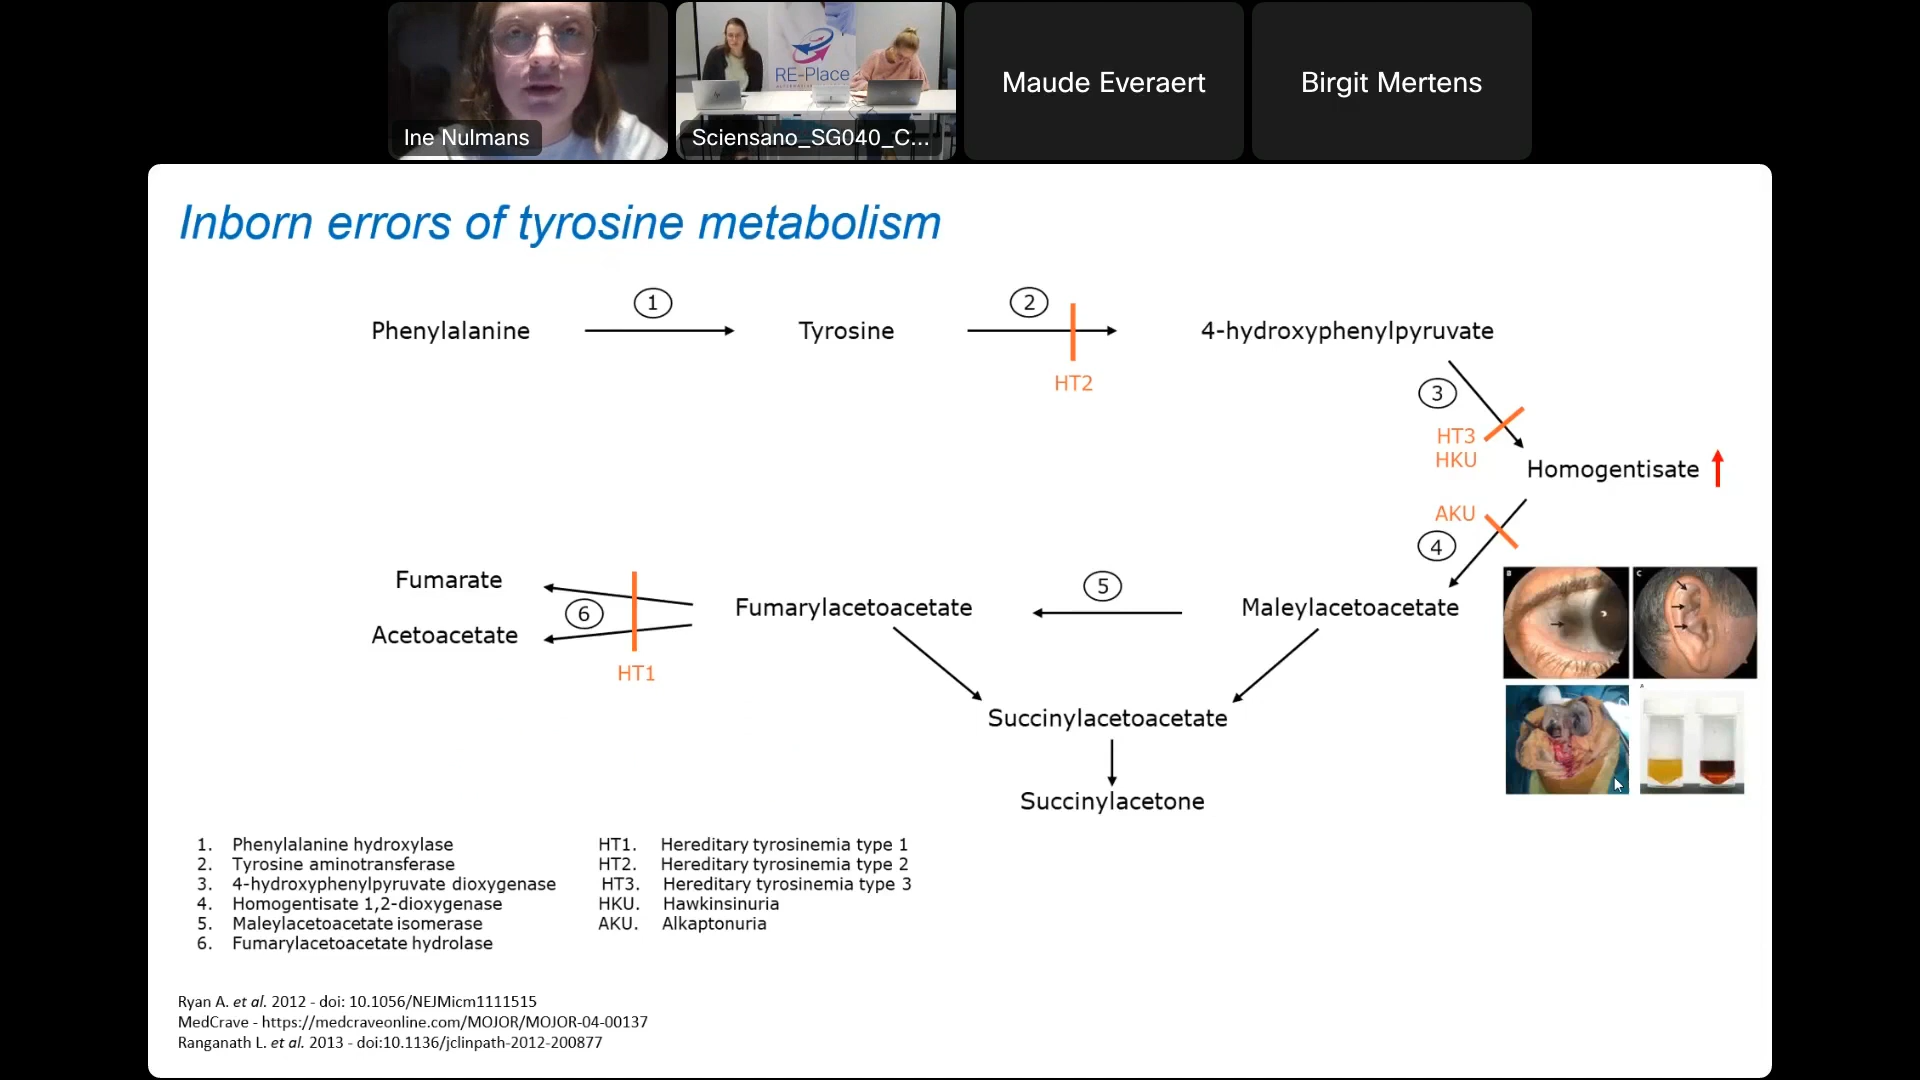 Ine Nulmans
RE-Place
Sciensano_SG040_C...
Maude Everaert
Birgit Mertens
Inborn errors of tyrosine metabolism
1
2
Phenylalanine
Tyrosine
4-hydroxyphenylpyruvate
HT2
3
HT3
HKU
Homogentisate
AKU
4
Fumarate
5
6
Fumarylacetoacetate
Maleylacetoacetate
Acetoacetate
HT1
B
C
A
Succinylacetoacetate
Succinylacetone
1. Phenylalanine hydroxylase
2. Tyrosine aminotransferase
3. 4-hydroxyphenylpyruvate dioxygenase
4. Homogentisate 1,2-dioxygenase
5. Maleylacetoacetate isomerase
6. Fumarylacetoacetate hydrolase
HT1. Hereditary tyrosinemia type 1
HT2. Hereditary tyrosinemia type 2
HT3. Hereditary tyrosinemia type 3
HKU. Hawkinsinuria
AKU. Alkaptonuria
Ryan A. et al. 2012 - doi: 10.1056/NEJMicm1111515
MedCrave - https://medcraveonline.com/MOJOR/MOJOR-04-00137
Ranganath L. et al. 2013 - doi:10.1136/jclinpath-2012-200877